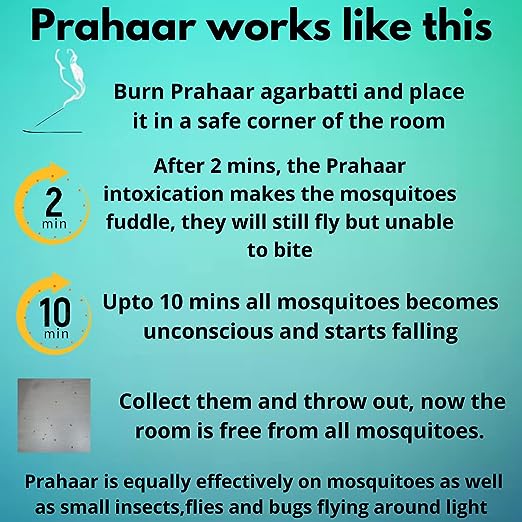 Prahaar works like this
Burn Prahaar agarbatti and place
it in a safe corner of the room
After 2 mins, the Prahaar
intoxication makes the mosquitoes
fuddle, they will still fly but unable
to bite
2
min
Upto 10 mins all mosquitoes becomes
unconscious and starts falling
10
min
Collect them and throw out, now the
room is free from all mosquitoes.
Prahaar is equally effectively on mosquitoes as well
as small insects,flies and bugs flying around light